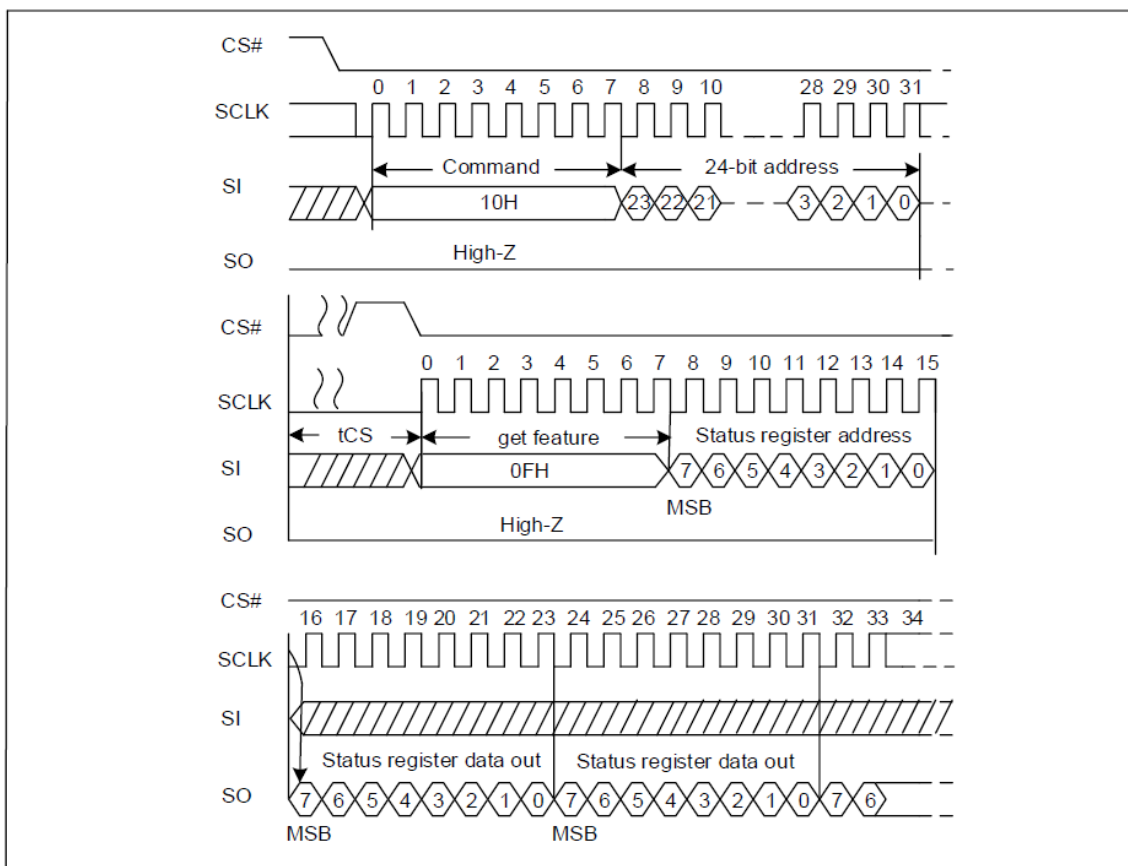 CS#
0 1 2 3 4 5 6 7 8 9 10 28 29 30 31
SCLK
Command 24-bit address
SI
10H 23 22 21 3 2 1 0
High-Z
SO
CS#
0 1 2 3 4 5 6 7 8 9 10 11 12 13 14 15
SCLK
tCS get feature Status register address
SI
0FH 7 6 5 4 3 2 1 0
MSB
High-Z
SO
CS#
16 17 18 19 20 21 22 23 24 25 26 27 28 29 30 31 32 33 34
SCLK
SI
Status register data out Status register data out
SO 7 6 5 4 3 2 1 0 7 6 5 4 3 2 1 0 7 6
MSB MSB